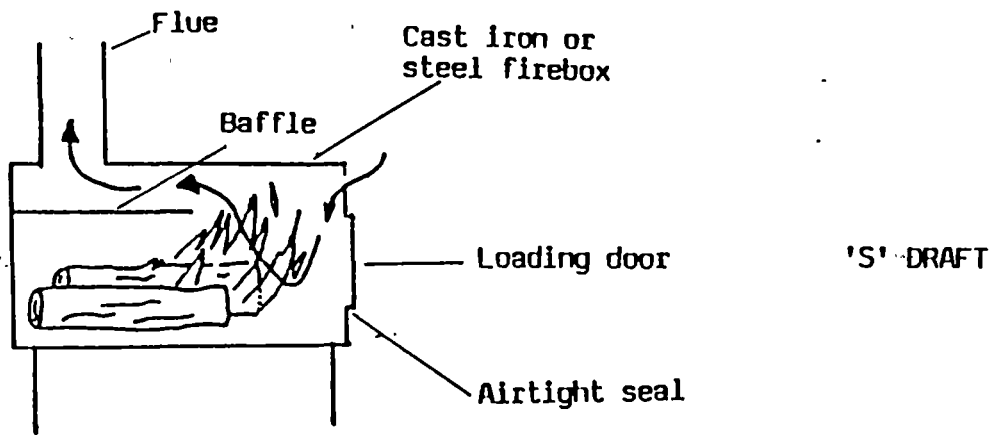 Flue
Cast iron or
steel firebox
Baffle
Loading door
'S' DRAFT
Airtight seal